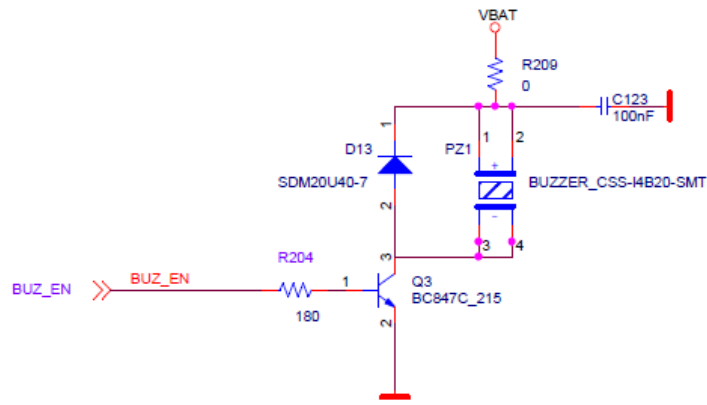 VBAT
R209
0
C123
100nF
1
1
2
D13
PZ1
+
SDM20U40-7
BUZZER_CSS-I4B20-SMT
2
-
3
3
4
R204
BUZ_EN
BUZ_EN
1
Q3
BC847C_215
180
2